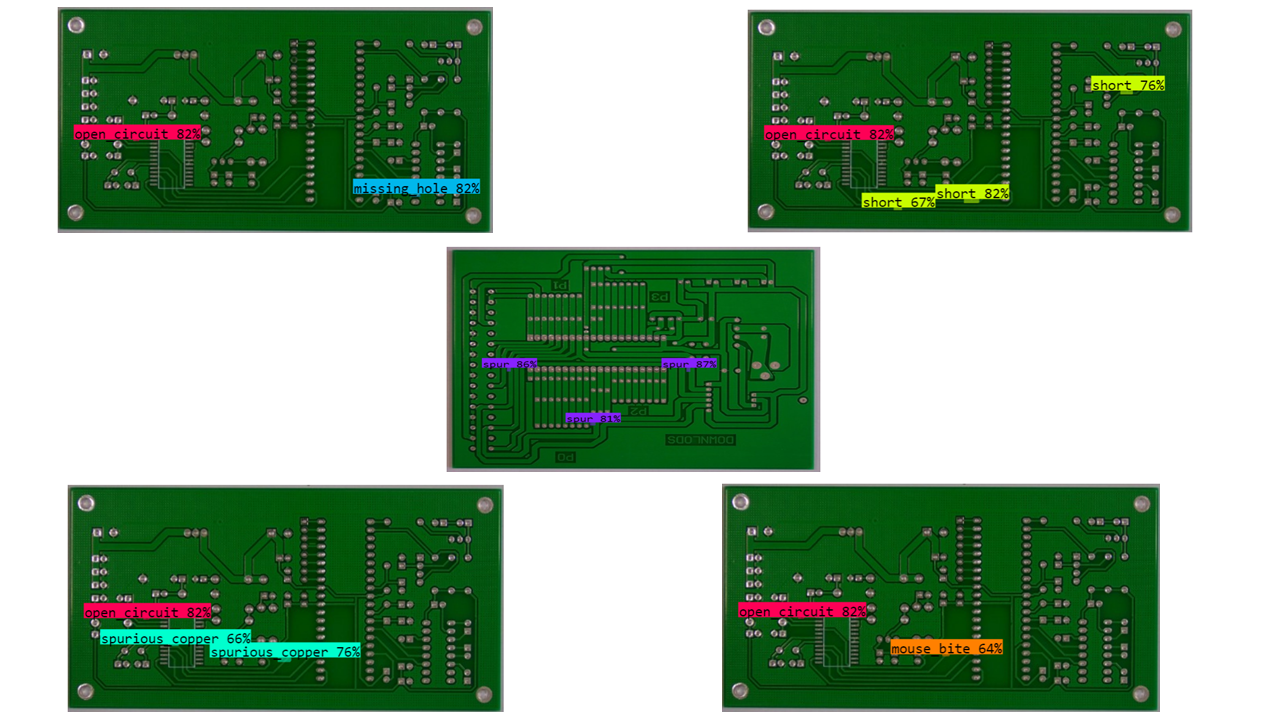 open_circuit 82%
missing_hole 82%
short 76%
open_circuit 82%
short 82%
short 67%
P1
P3
spur 86%
spur 87%
P2
spur 81%
DOWNLODS
P0
open_circuit 82%
spurious_copper 66%
spurious_copper 76%
open_circuit 82%
mouse_bite 64%